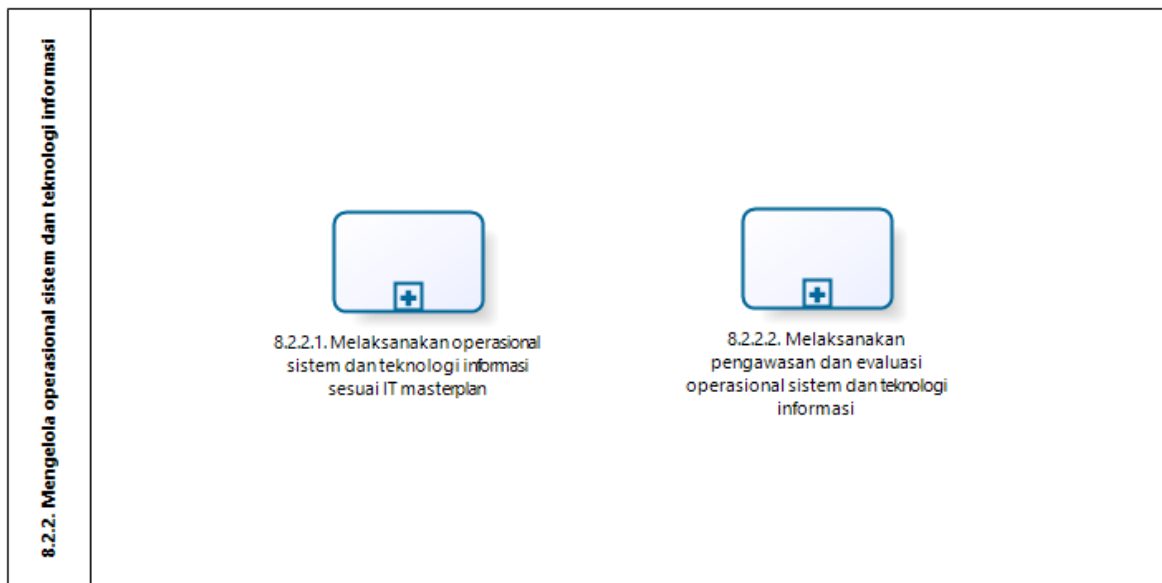 8.2.2. Mengelola operasional sistem dan teknologi informasi
8.2.2.1. Melaksanakan operasional
sistem dan teknologi informasi
sesuai IT masterplan
8.2.2.2. Melaksanakan
pengawasan dan evaluasi
operasional sistem dan teknologi
informasi